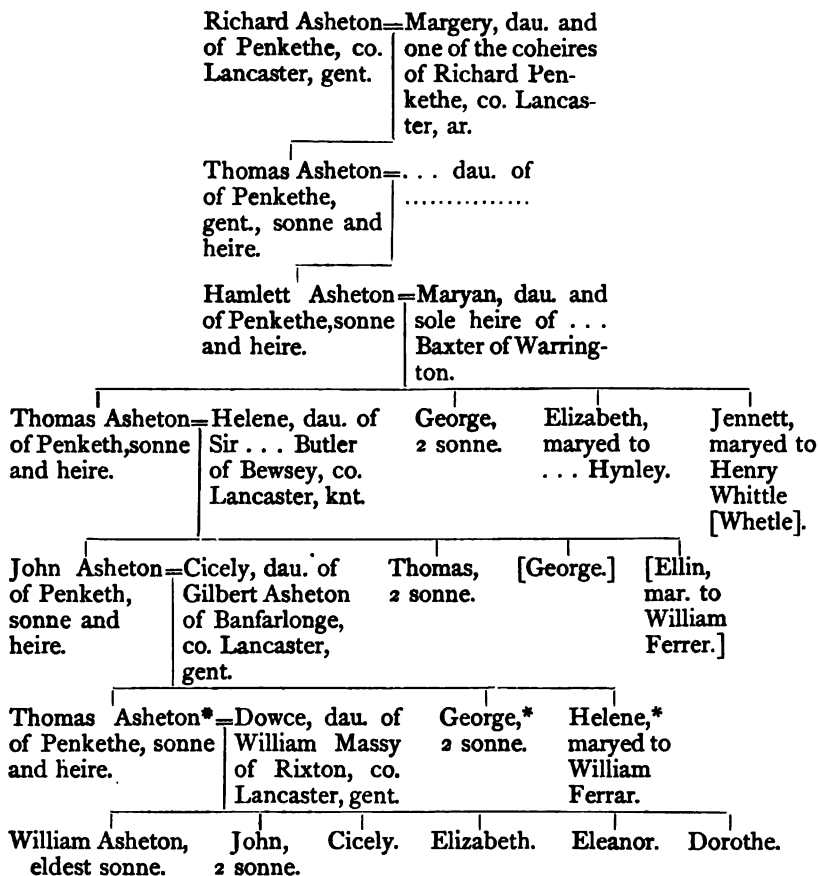 Richard Asheton=Margery, dau. and
of Penkethe, co. one of the coheires
Lancaster, gent. of Richard Pen-
kethe, co. Lancas-
ter, ar.
Thomas Asheton=. . . dau. of
of Penkethe, ...............
gent., sonne and
heire.
Hamlett Asheton=Maryan, dau. and
of Penkethe,sonne sole heire of . . .
and heire. Baxter of Warring-
ton.
Thomas Asheton=Helene, dau. of
of Penketh,sonne Sir . . . Butler
and heire. of Bewsey, co.
Lancaster, knt.
George,
2 sonne.
Elizabeth,
maryed to
. . . Hynley.
Jennett,
maryed to
Henry
Whittle
[Whetle].
John Asheton=Cicely, dau. of
of Penketh, Gilbert Asheton
sonne and of Banfarlonge,
heire. co. Lancaster,
gent.
Thomas,
2 sonne.
[George.]
[Ellin,
mar. to
William
Ferrer.]
Thomas Asheton*=Dowce, dau. of
of Penkethe, sonne William Massy
and heire. of Rixton, co.
Lancaster, gent.
George,*
2 sonne.
Helene,*
maryed to
William
Ferrar.
William Asheton,
eldest sonne.
John,
2 sonne.
Cicely.
Elizabeth.
Eleanor.
Dorothe.